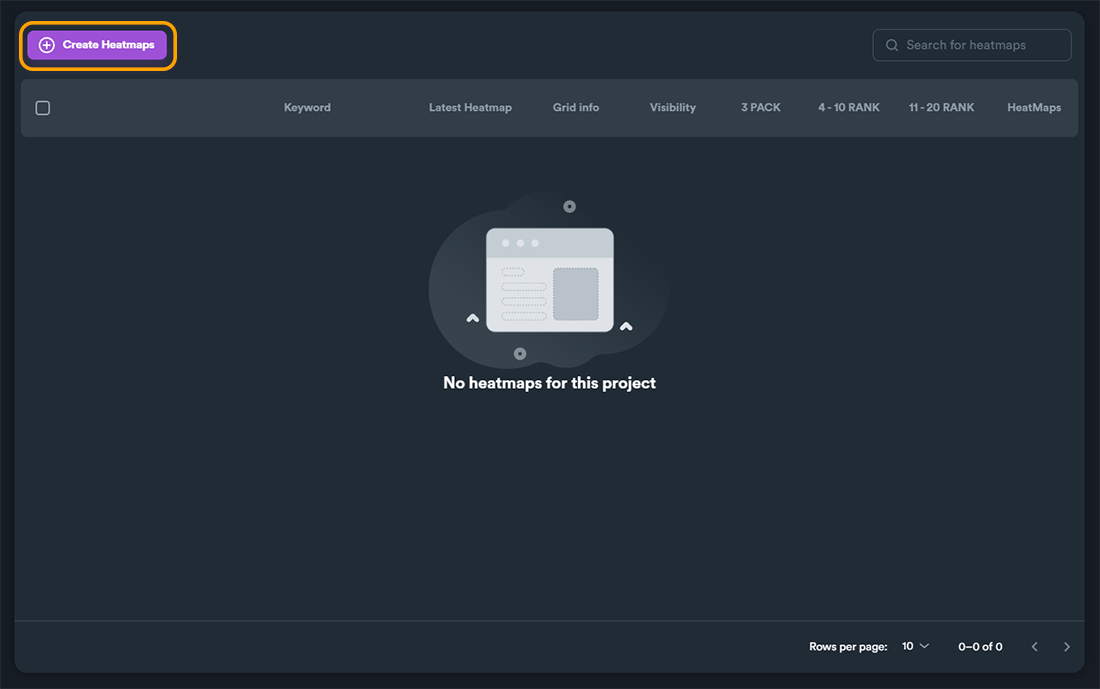 Create Heatmaps
Search for heatmaps
Keyword Latest Heatmap Grid info Visibility 3 PACK 4 - 10 RANK 11 - 20 RANK HeatMaps
No heatmaps for this project
Rows per page: 10 0–0 of 0